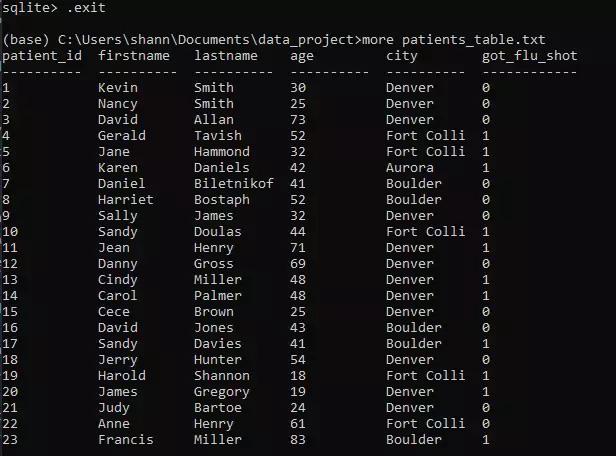 sqlite> .exit
(base) C:\Users\shann\Documents\data_project>more patients_table.txt
patient_id  firstname   lastname    age         city        got_flu_shot
----------  ----------  ----------  ----------  ----------  ------------
1           Kevin       Smith       30          Denver      0
2           Nancy       Smith       25          Denver      0
3           David       Allan       73          Denver      0
4           Gerald      Tavish      52          Fort Colli  1
5           Jane        Hammond     32          Fort Colli  1
6           Karen       Daniels     42          Aurora      1
7           Daniel      Biletnikof  41          Boulder     0
8           Harriet     Bostaph     52          Boulder     0
9           Sally       James       32          Denver      0
10          Sandy       Doulas      44          Fort Colli  1
11          Jean        Henry       71          Denver      1
12          Danny       Gross       69          Denver      0
13          Cindy       Miller      48          Denver      1
14          Carol       Palmer      48          Denver      1
15          Cece        Brown       25          Denver      0
16          David       Jones       43          Boulder     0
17          Sandy       Davies      41          Boulder     1
18          Jerry       Hunter      54          Denver      0
19          Harold      Shannon     18          Fort Colli  1
20          James       Gregory     19          Denver      1
21          Judy        Bartoe      24          Denver      0
22          Anne        Henry       61          Fort Colli  0
23          Francis     Miller      83          Boulder     1